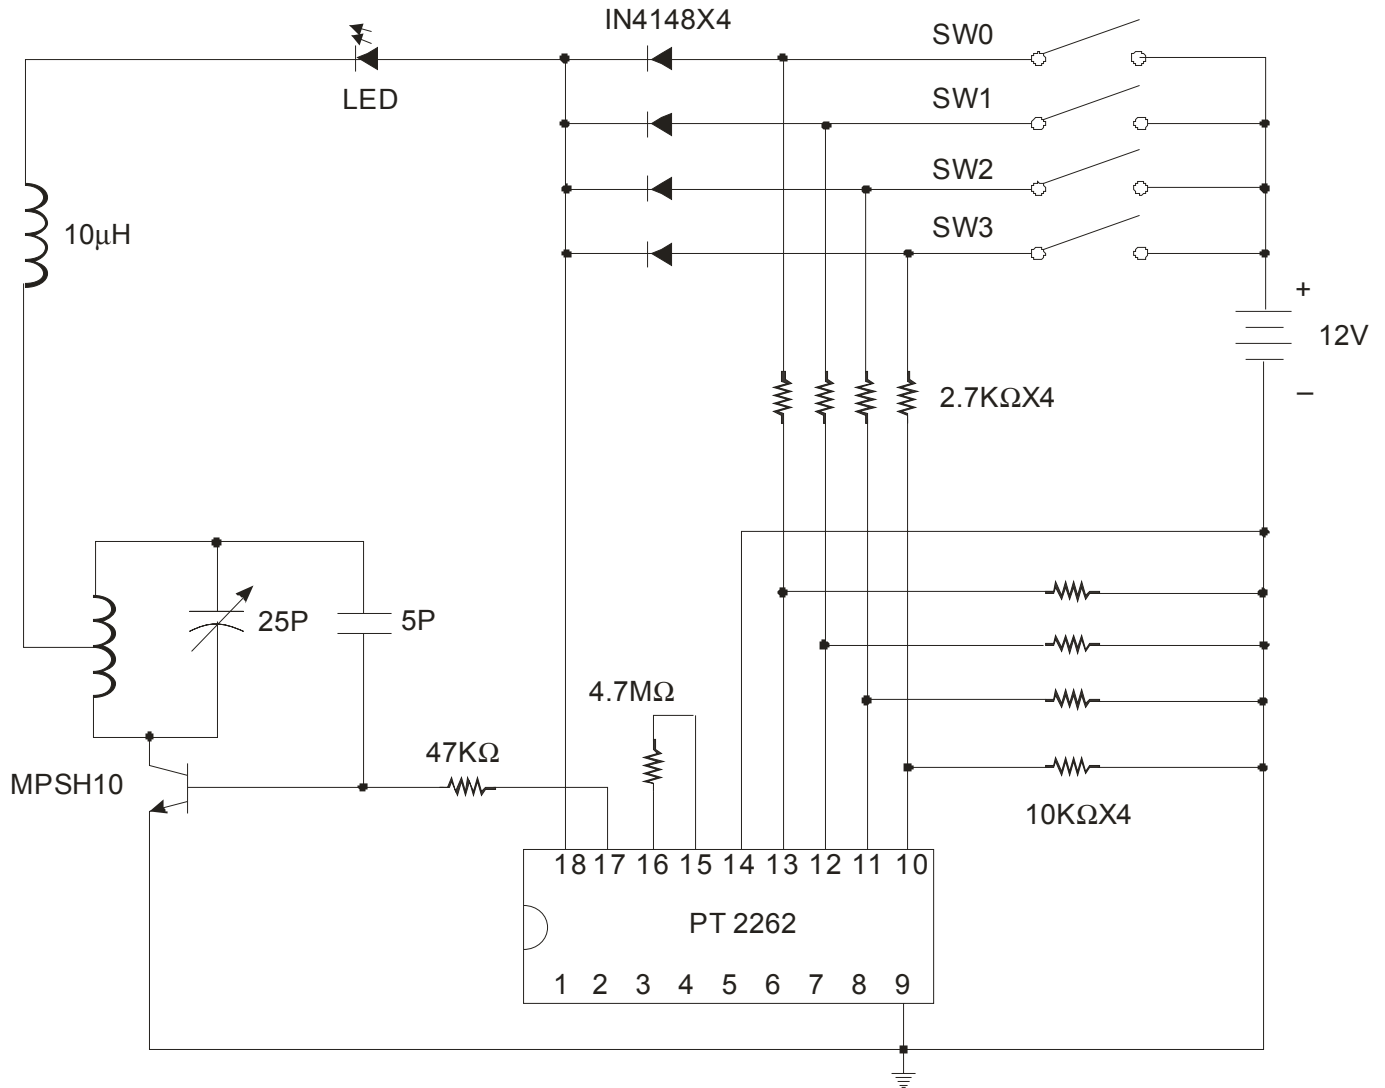 IN4148X4
SW0
LED
SW1
SW2
10μH
SW3
+
12V
2.7KΩX4
–
25P
5P
4.7MΩ
47KΩ
MPSH10
10KΩX4
18 17 16 15 14 13 12 11 10
PT 2262
1 2 3 4 5 6 7 8 9